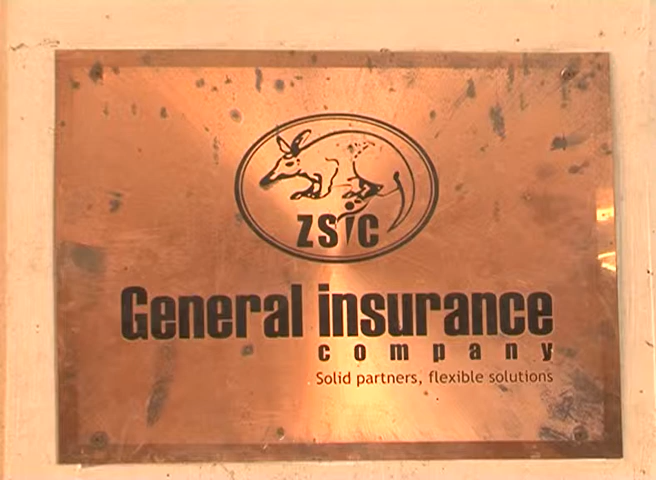 ZSIC
General insurance
company
Solid partners, flexible solutions